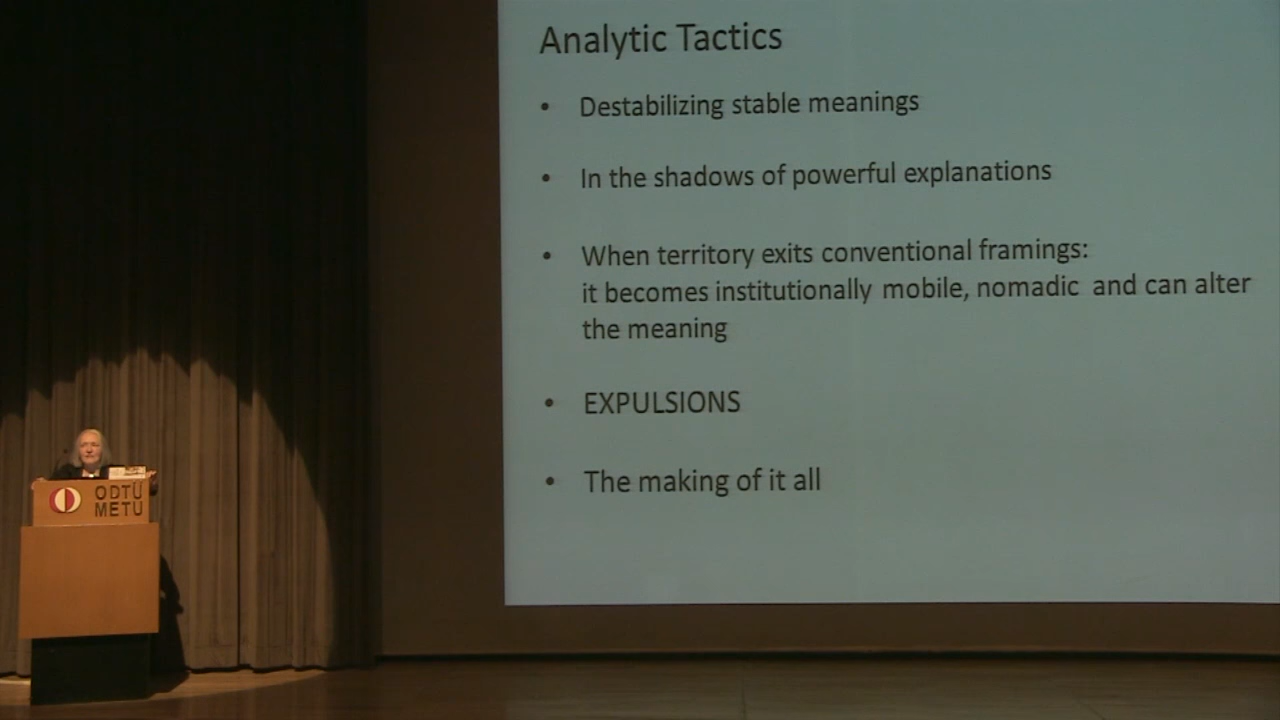 Analytic Tactics
• Destabilizing stable meanings
• In the shadows of powerful explanations
• When territory exits conventional framings:
it becomes institutionally mobile, nomadic and can alter
the meaning
• EXPULSIONS
• The making of it all
ODTÜ
METU